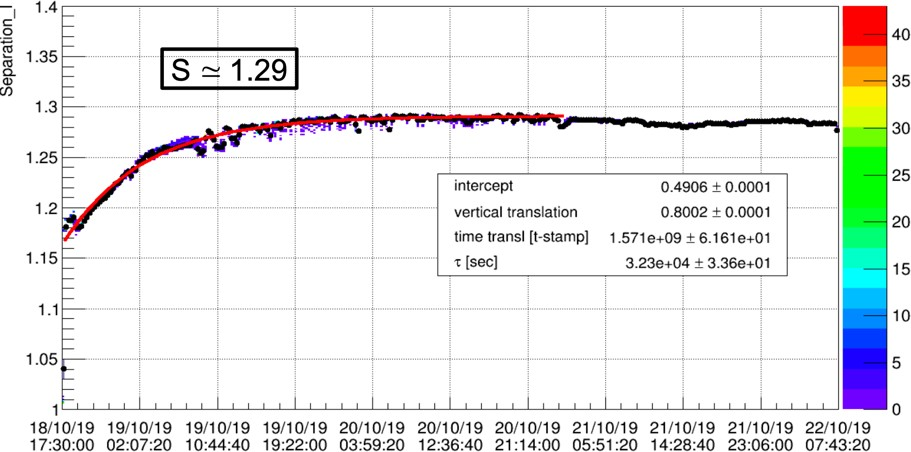 Separation_I
1.4
1.35
1.3
1.25
1.2
1.15
1.1
1.05
1
S ≃ 1.29
intercept 0.4906 ± 0.0001
vertical translation 0.8002 ± 0.0001
time transl [t-stamp] 1.571e+09 ± 6.161e+01
τ [sec] 3.23e+04 ± 3.36e+01
40
35
30
25
20
15
10
5
0
18/10/19 19/10/19 19/10/19 19/10/19 20/10/19 20/10/19 20/10/19 21/10/19 21/10/19 21/10/19 22/10/19
17:30:00 02:07:20 10:44:40 19:22:00 03:59:20 12:36:40 21:14:00 05:51:20 14:28:40 23:06:00 07:43:20